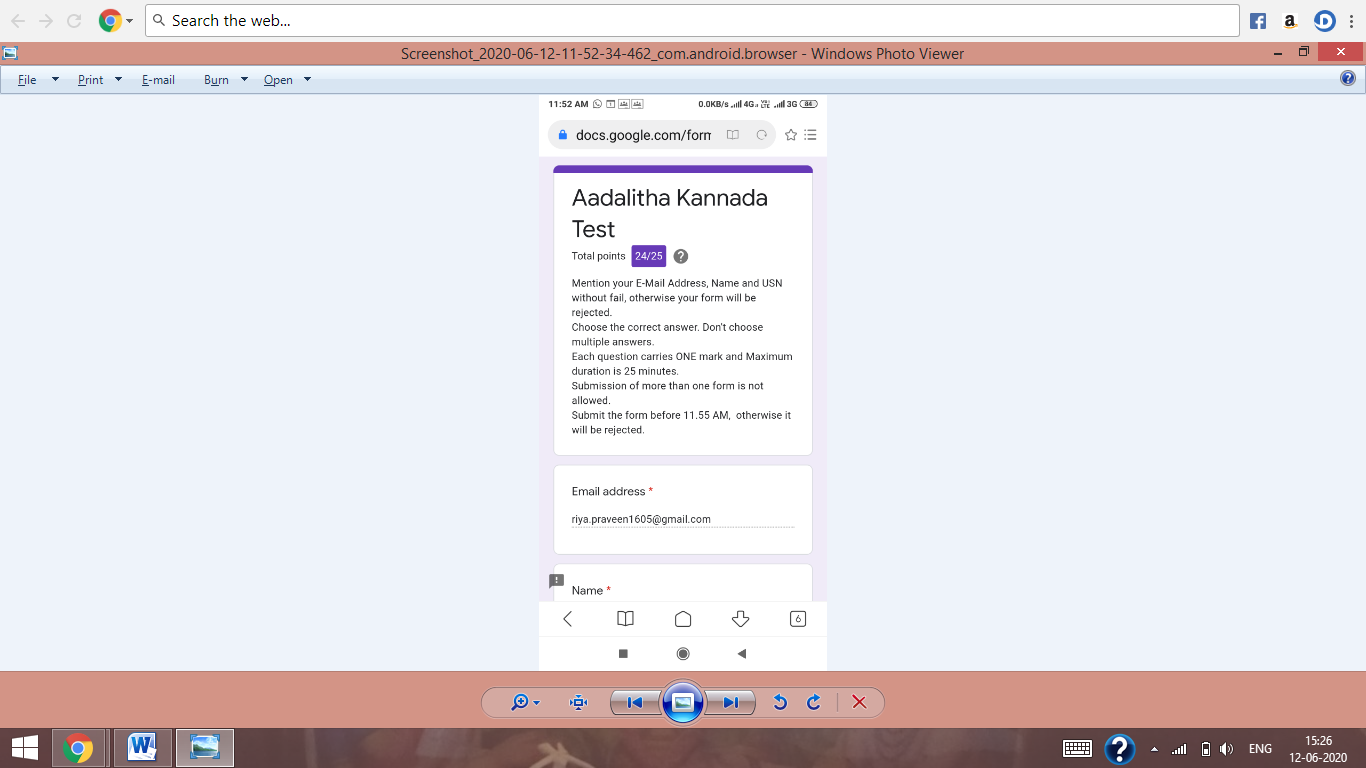 Search the web...
Screenshot_2020-06-12-11-52-34-462_com.android.browser - Windows Photo Viewer
File Print E-mail Burn Open
11:52 AM 0.0KB/s 4G 3G 84
docs.google.com/form
Aadalitha Kannada
Test
Total points 24/25
Mention your E-Mail Address, Name and USN
without fail, otherwise your form will be
rejected.
Choose the correct answer. Don't choose
multiple answers.
Each question carries ONE mark and Maximum
duration is 25 minutes.
Submission of more than one form is not
allowed.
Submit the form before 11.55 AM,  otherwise it
will be rejected.
Email address *
riya.praveen1605@gmail.com
Name *
6
ENG
15:26
12-06-2020